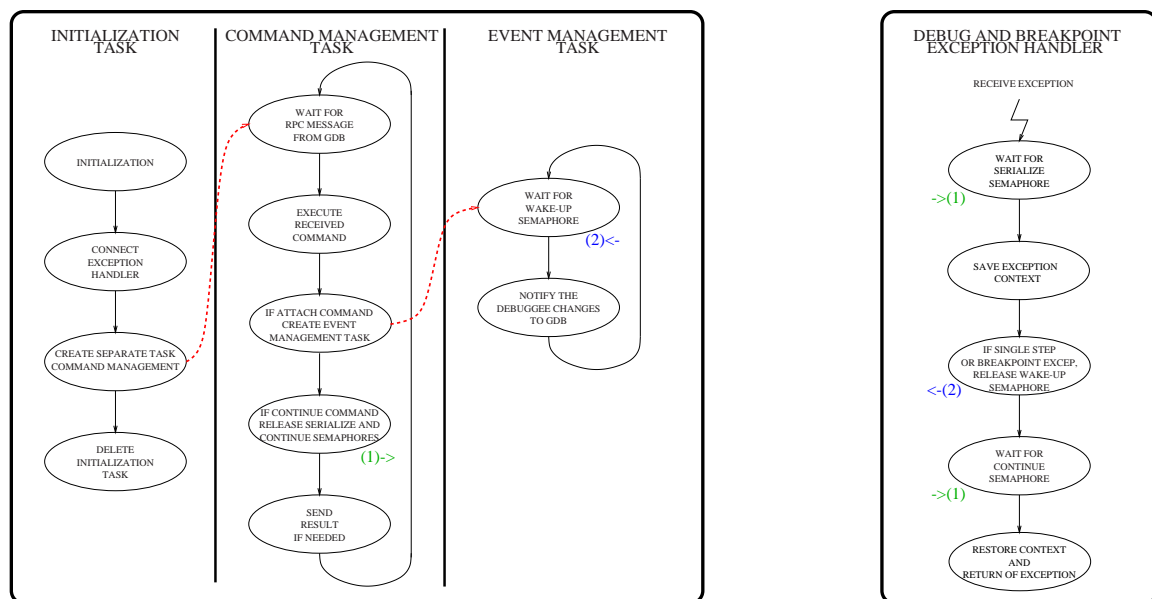 INITIALIZATION
TASK
INITIALIZATION
CONNECT
EXCEPTION
HANDLER
CREATE SEPARATE TASK
COMMAND MANAGEMENT
DELETE
INITIALIZATION
TASK
COMMAND MANAGEMENT
TASK
WAIT FOR
RPC MESSAGE
FROM GDB
EXECUTE
RECEIVED
COMMAND
IF ATTACH COMMAND
CREATE EVENT
MANAGEMENT TASK
IF CONTINUE COMMAND
RELEASE SERIALIZE AND
CONTINUE SEMAPHORES
(1)->
SEND
RESULT
IF NEEDED
EVENT MANAGEMENT
TASK
WAIT FOR
WAKE-UP
SEMAPHORE
(2)<-
NOTIFY THE
DEBUGGEE CHANGES
TO GDB
DEBUG AND BREAKPOINT
EXCEPTION HANDLER
RECEIVE EXCEPTION
WAIT FOR
SERIALIZE
SEMAPHORE
->(1)
SAVE EXCEPTION
CONTEXT
IF SINGLE STEP
OR BREAKPOINT EXCEP,
RELEASE WAKE-UP
SEMAPHORE
<-(2)
WAIT FOR
CONTINUE
SEMAPHORE
->(1)
RESTORE CONTEXT
AND
RETURN OF EXCEPTION